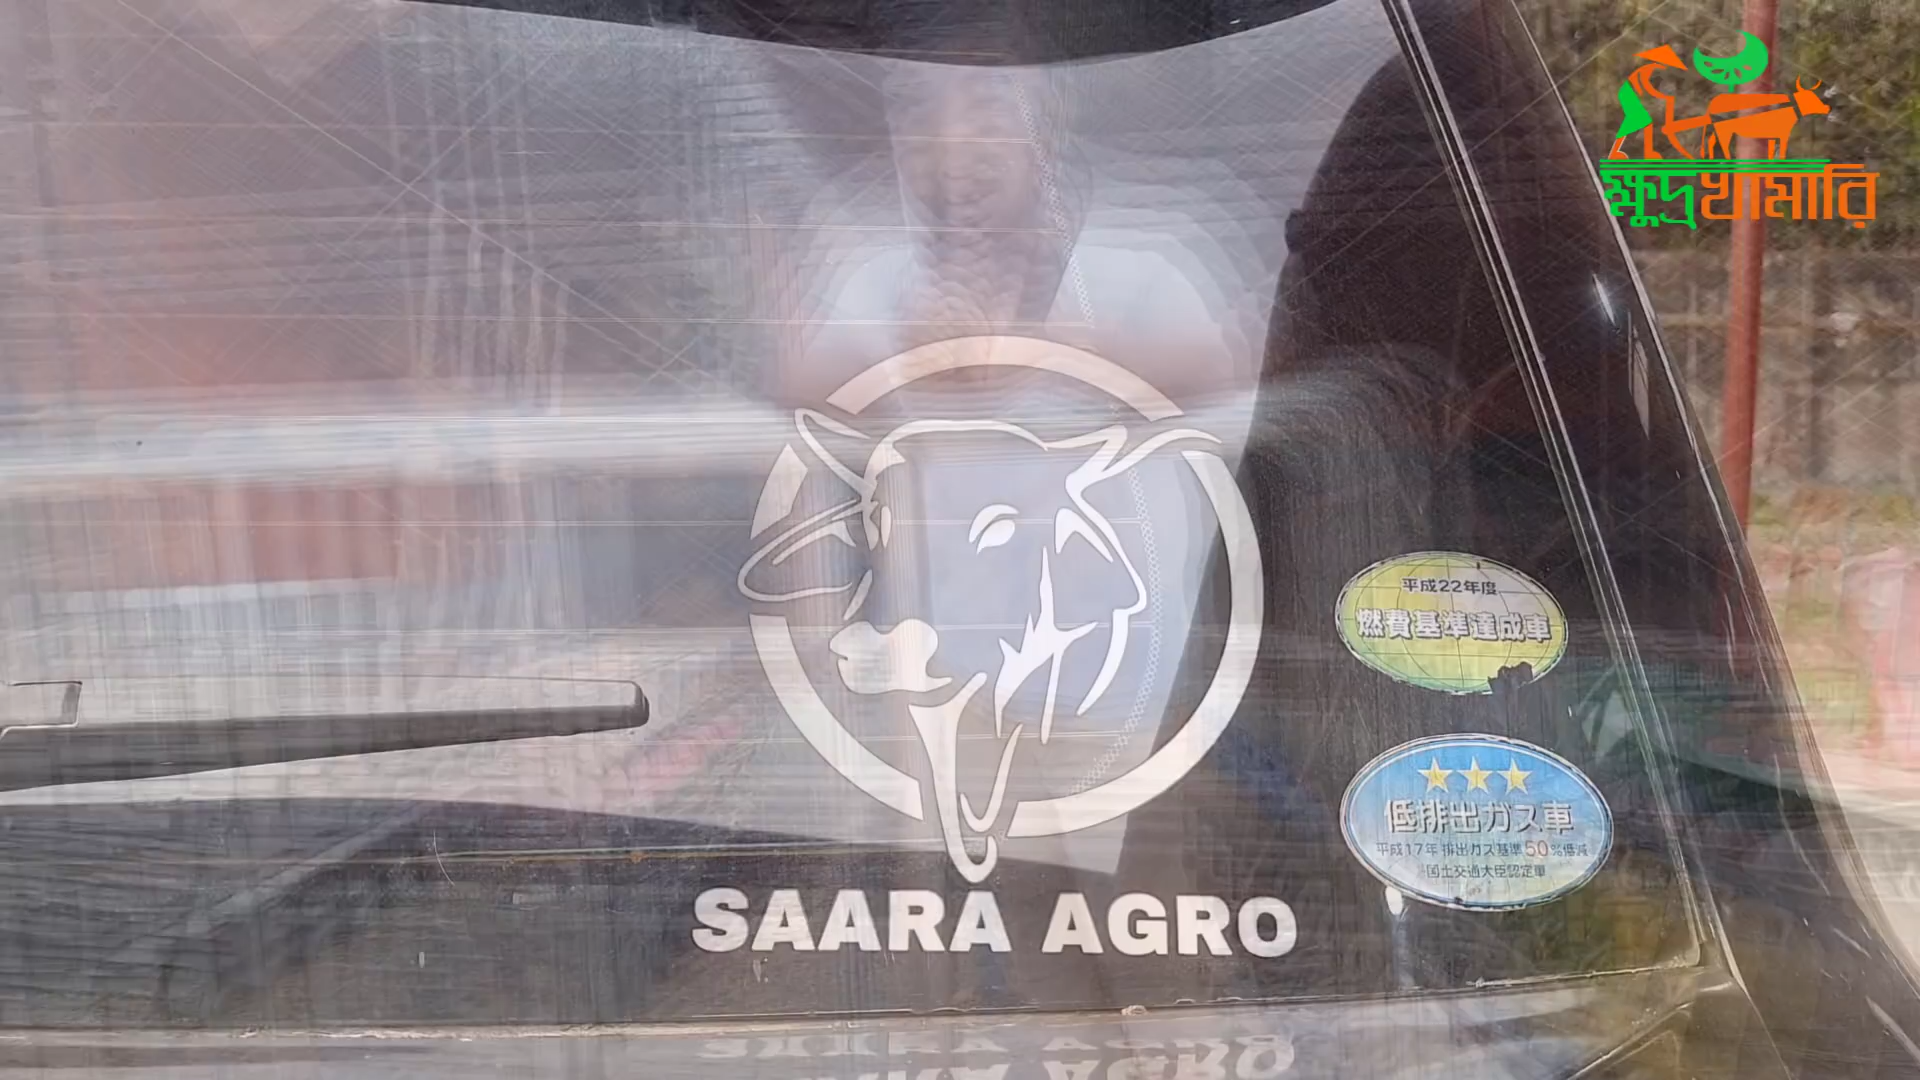 ক্ষুদ্র খামারি
平成22年度
燃費基準達成車
低排出ガス車
平成17年 排出ガス基準50%低減
国土交通大臣認定車
SAARA AGRO